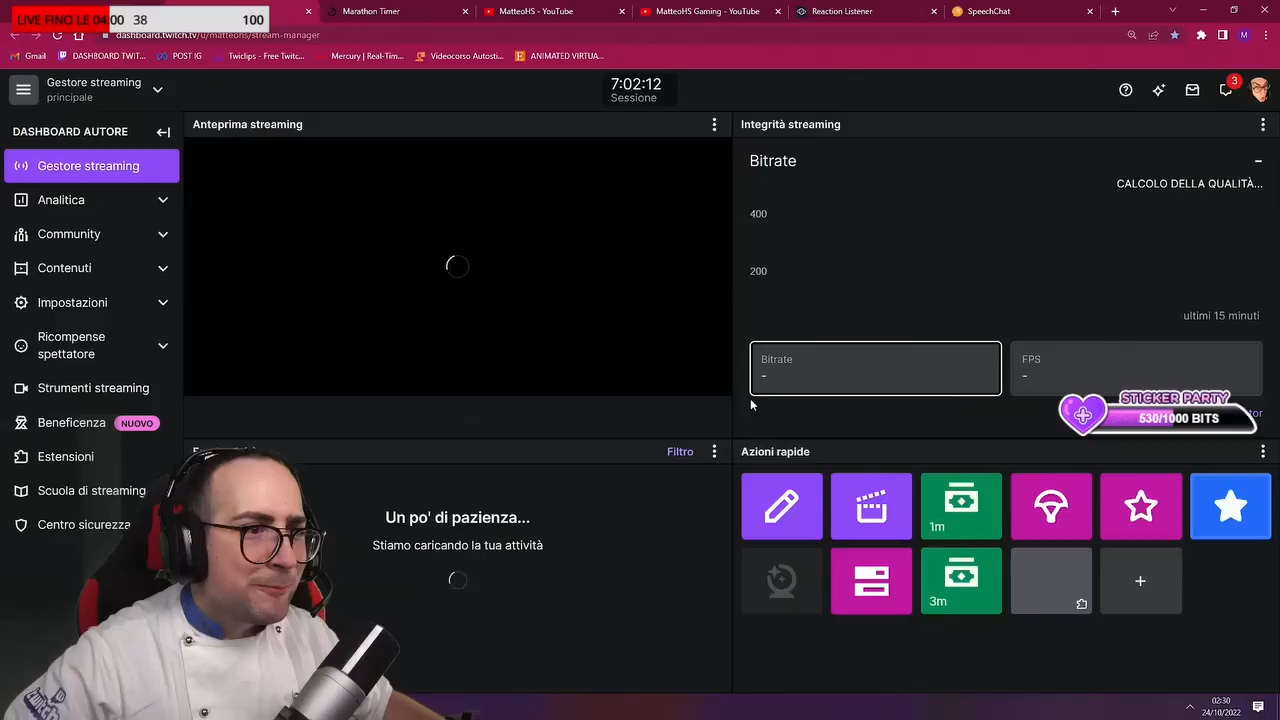 LIVE FINO LE 04:00 38 100
Marathon Timer
MatteoHS - YouTube
MatteoHS Gaming - YouTube
Reaction Listener
SpeechChat
dashboard.twitch.tv/u/matteohs/stream-manager
Gmail
DASHBOARD TWIT...
POST IG
Twiclips - Free Twitc...
Mercury | Real-Tim...
Videocorso Autosti...
ANIMATED VIRTUA...
Gestore streaming
principale
7:02:12
Sessione
3
DASHBOARD AUTORE
Gestore streaming
Analitica
Community
Contenuti
Impostazioni
Ricompense
spettatore
Strumenti streaming
Beneficenza NUOVO
Estensioni
Scuola di streaming
Centro sicurezza
Anteprima streaming
Integrità streaming
Bitrate -
CALCOLO DELLA QUALITÀ...
400
200
ultimi 15 minuti
Bitrate
-
FPS
-
STICKER PARTY
530/1000 BITS
Filtro
Un po' di pazienza...
Stiamo caricando la tua attività
Azioni rapide
1m
3m
02:30
24/10/2022